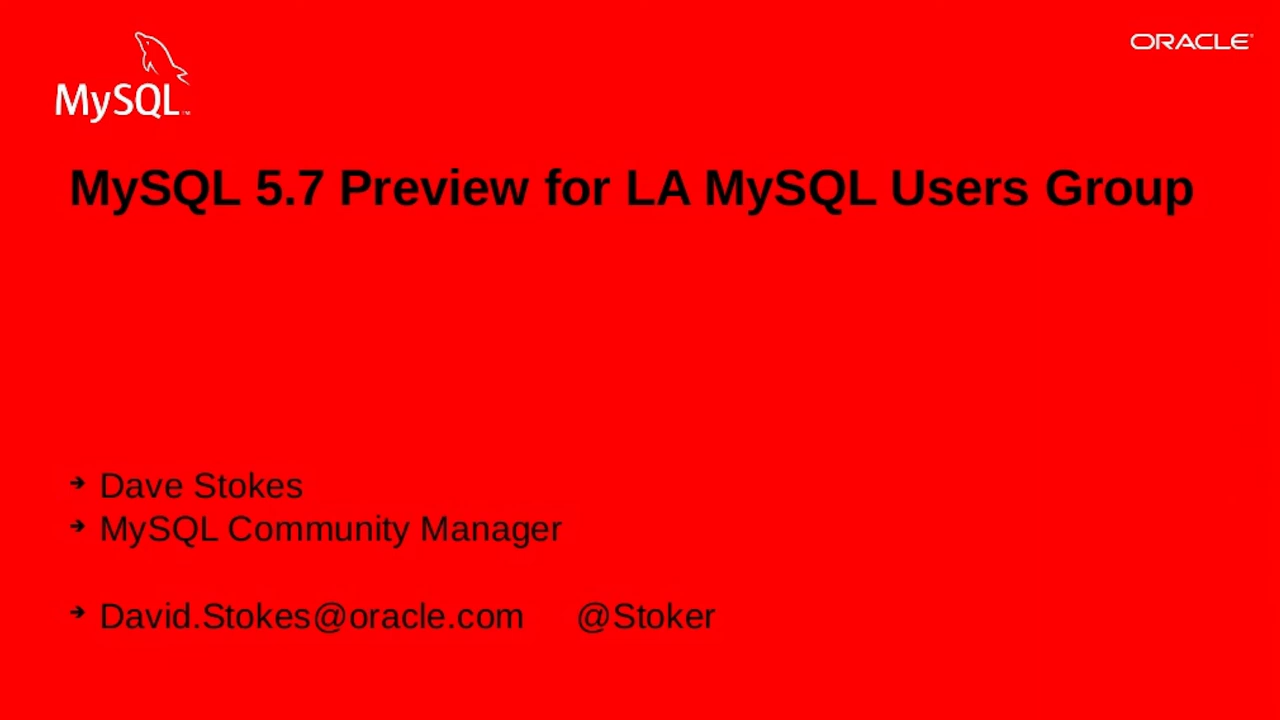 MySQL™
ORACLE®
MySQL 5.7 Preview for LA MySQL Users Group
➔ Dave Stokes
➔ MySQL Community Manager
➔ David.Stokes@oracle.com @Stoker